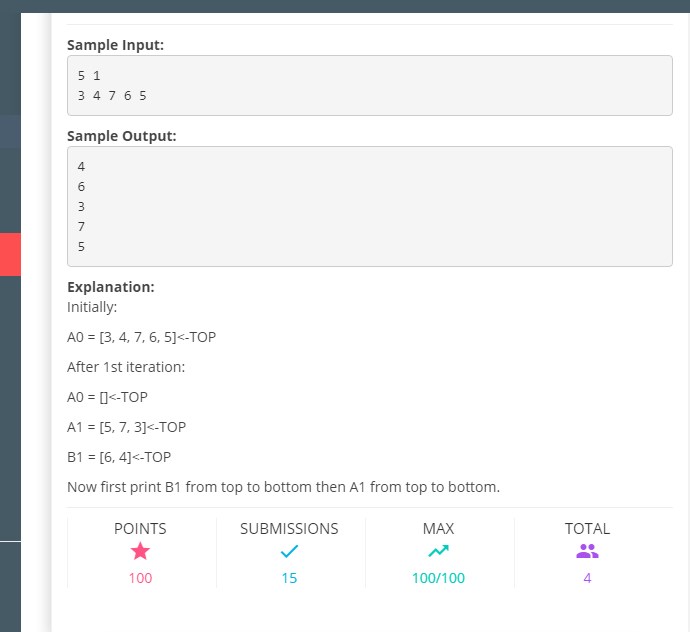 Sample Input:
5 1
3 4 7 6 5
Sample Output:
4
6
3
7
5
Explanation:
Initially:
A0 = [3, 4, 7, 6, 5]<-TOP
After 1st iteration:
A0 = []<-TOP
A1 = [5, 7, 3]<-TOP
B1 = [6, 4]<-TOP
Now first print B1 from top to bottom then A1 from top to bottom.
POINTS SUBMISSIONS MAX TOTAL
100 15 100/100 4